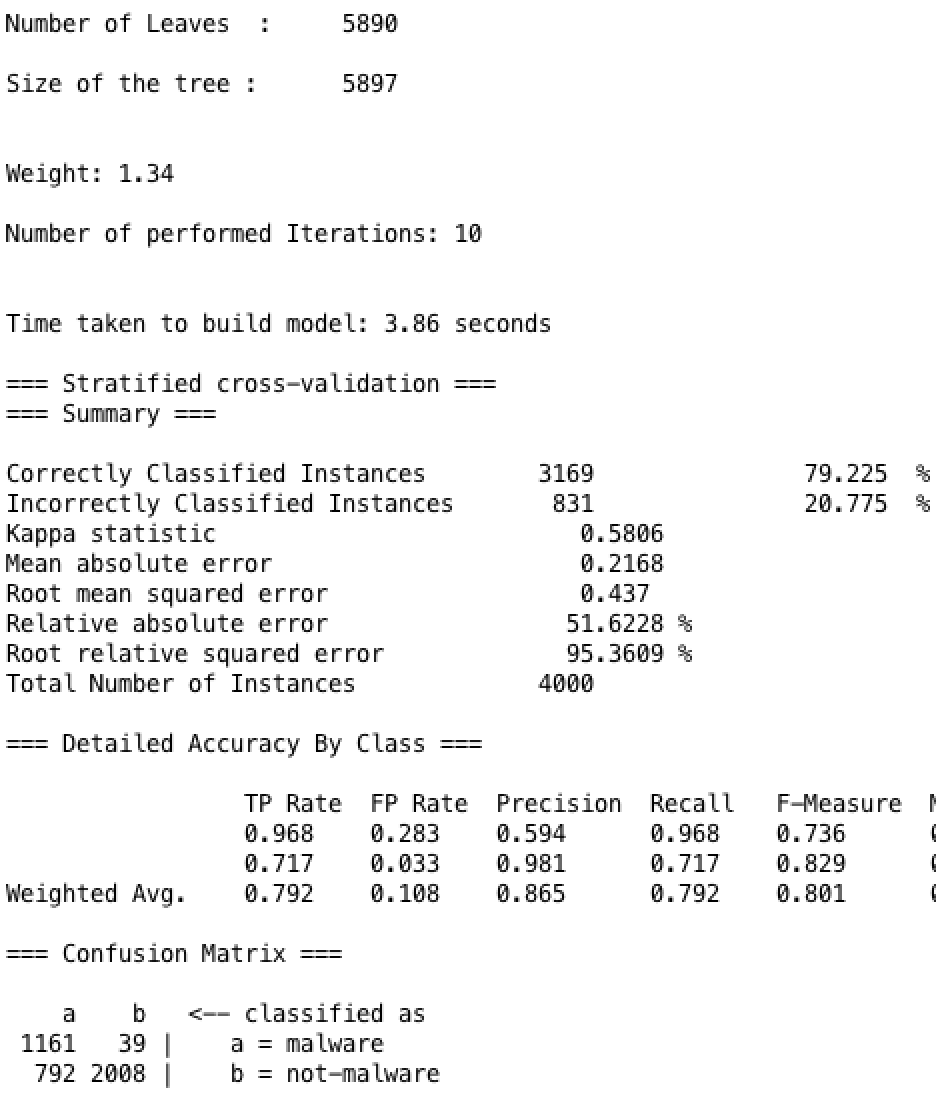 Number of Leaves  :     5890
Size of the tree :      5897
Weight: 1.34
Number of performed Iterations: 10
Time taken to build model: 3.86 seconds
=== Stratified cross-validation ===
=== Summary ===
Correctly Classified Instances        3169               79.225  %
Incorrectly Classified Instances       831               20.775  %
Kappa statistic                          0.5806
Mean absolute error                      0.2168
Root mean squared error                  0.437
Relative absolute error                 51.6228 %
Root relative squared error             95.3609 %
Total Number of Instances             4000
=== Detailed Accuracy By Class ===
                 TP Rate  FP Rate  Precision  Recall   F-Measure
                 0.968    0.283    0.594      0.968    0.736
                 0.717    0.033    0.981      0.717    0.829
Weighted Avg.    0.792    0.108    0.865      0.792    0.801
=== Confusion Matrix ===
    a    b   <-- classified as
 1161   39 |    a = malware
  792 2008 |    b = not-malware